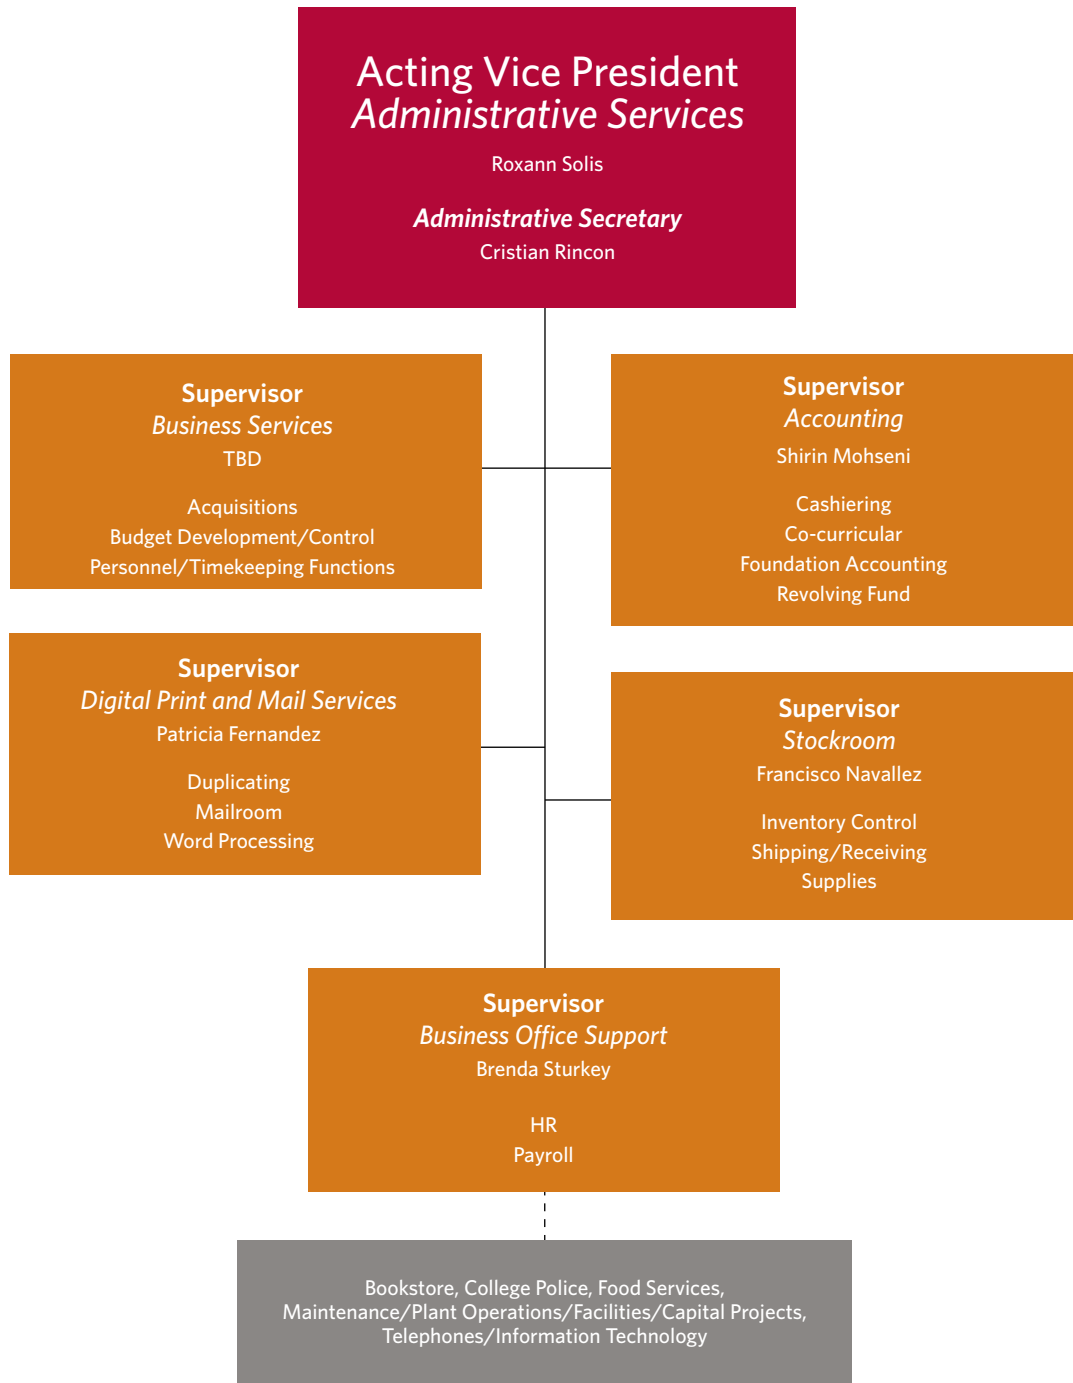 Acting Vice President
Administrative Services
Roxann Solis
Administrative Secretary
Cristian Rincon
Supervisor
Business Services
TBD
Acquisitions
Budget Development/Control
Personnel/Timekeeping Functions
Supervisor
Accounting
Shirin Mohseni
Cashiering
Co-curricular
Foundation Accounting
Revolving Fund
Supervisor
Digital Print and Mail Services
Patricia Fernandez
Duplicating
Mailroom
Word Processing
Supervisor
Stockroom
Francisco Navallez
Inventory Control
Shipping/Receiving
Supplies
Supervisor
Business Office Support
Brenda Sturkey
HR
Payroll
Bookstore, College Police, Food Services,
Maintenance/Plant Operations/Facilities/Capital Projects,
Telephones/Information Technology